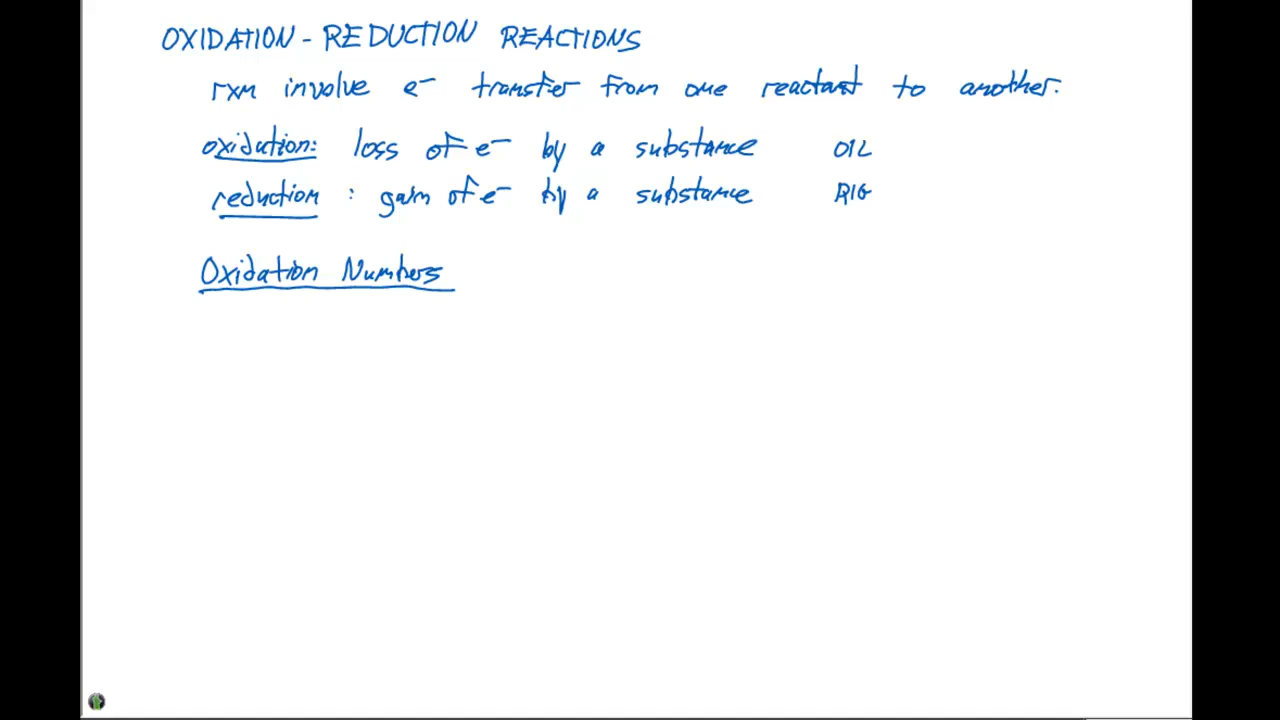 OXIDATION - REDUCTION REACTIONS
rxn involve e⁻ transfer from one reactant to another.
oxidation: loss of e⁻ by a substance OIL
reduction : gain of e⁻ by a substance RIG
Oxidation Numbers